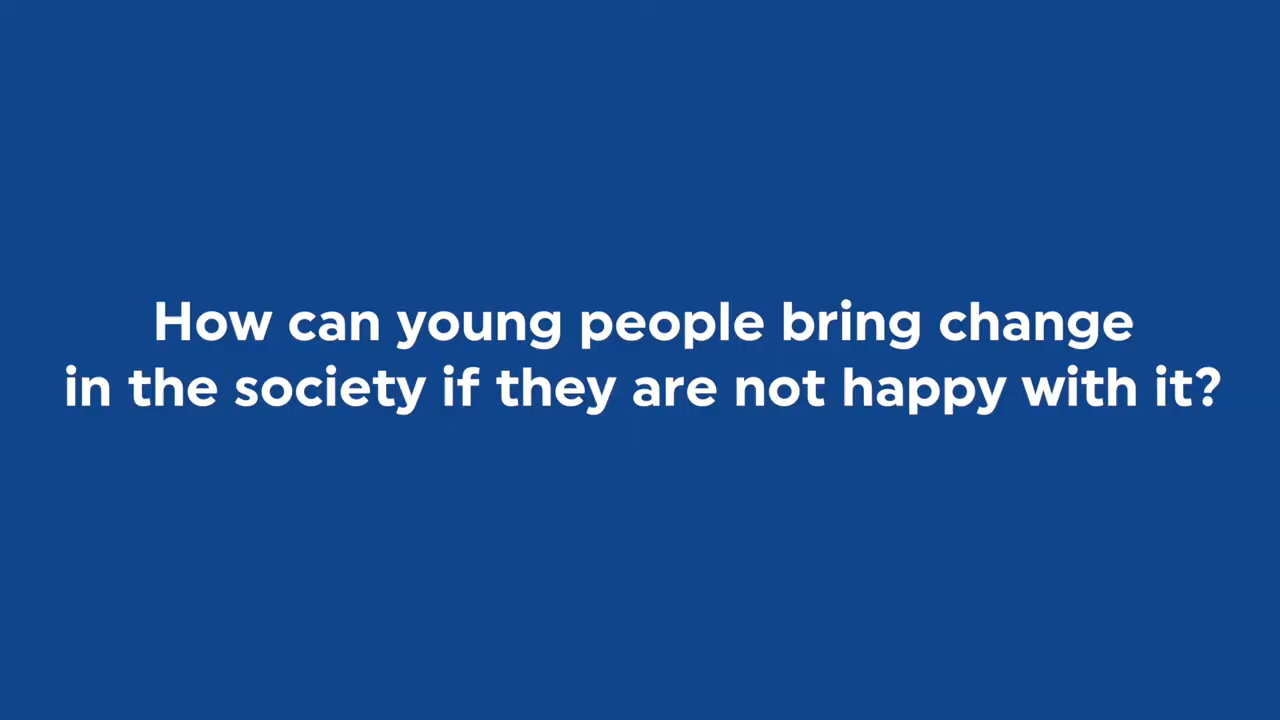 How can young people bring change
in the society if they are not happy with it?